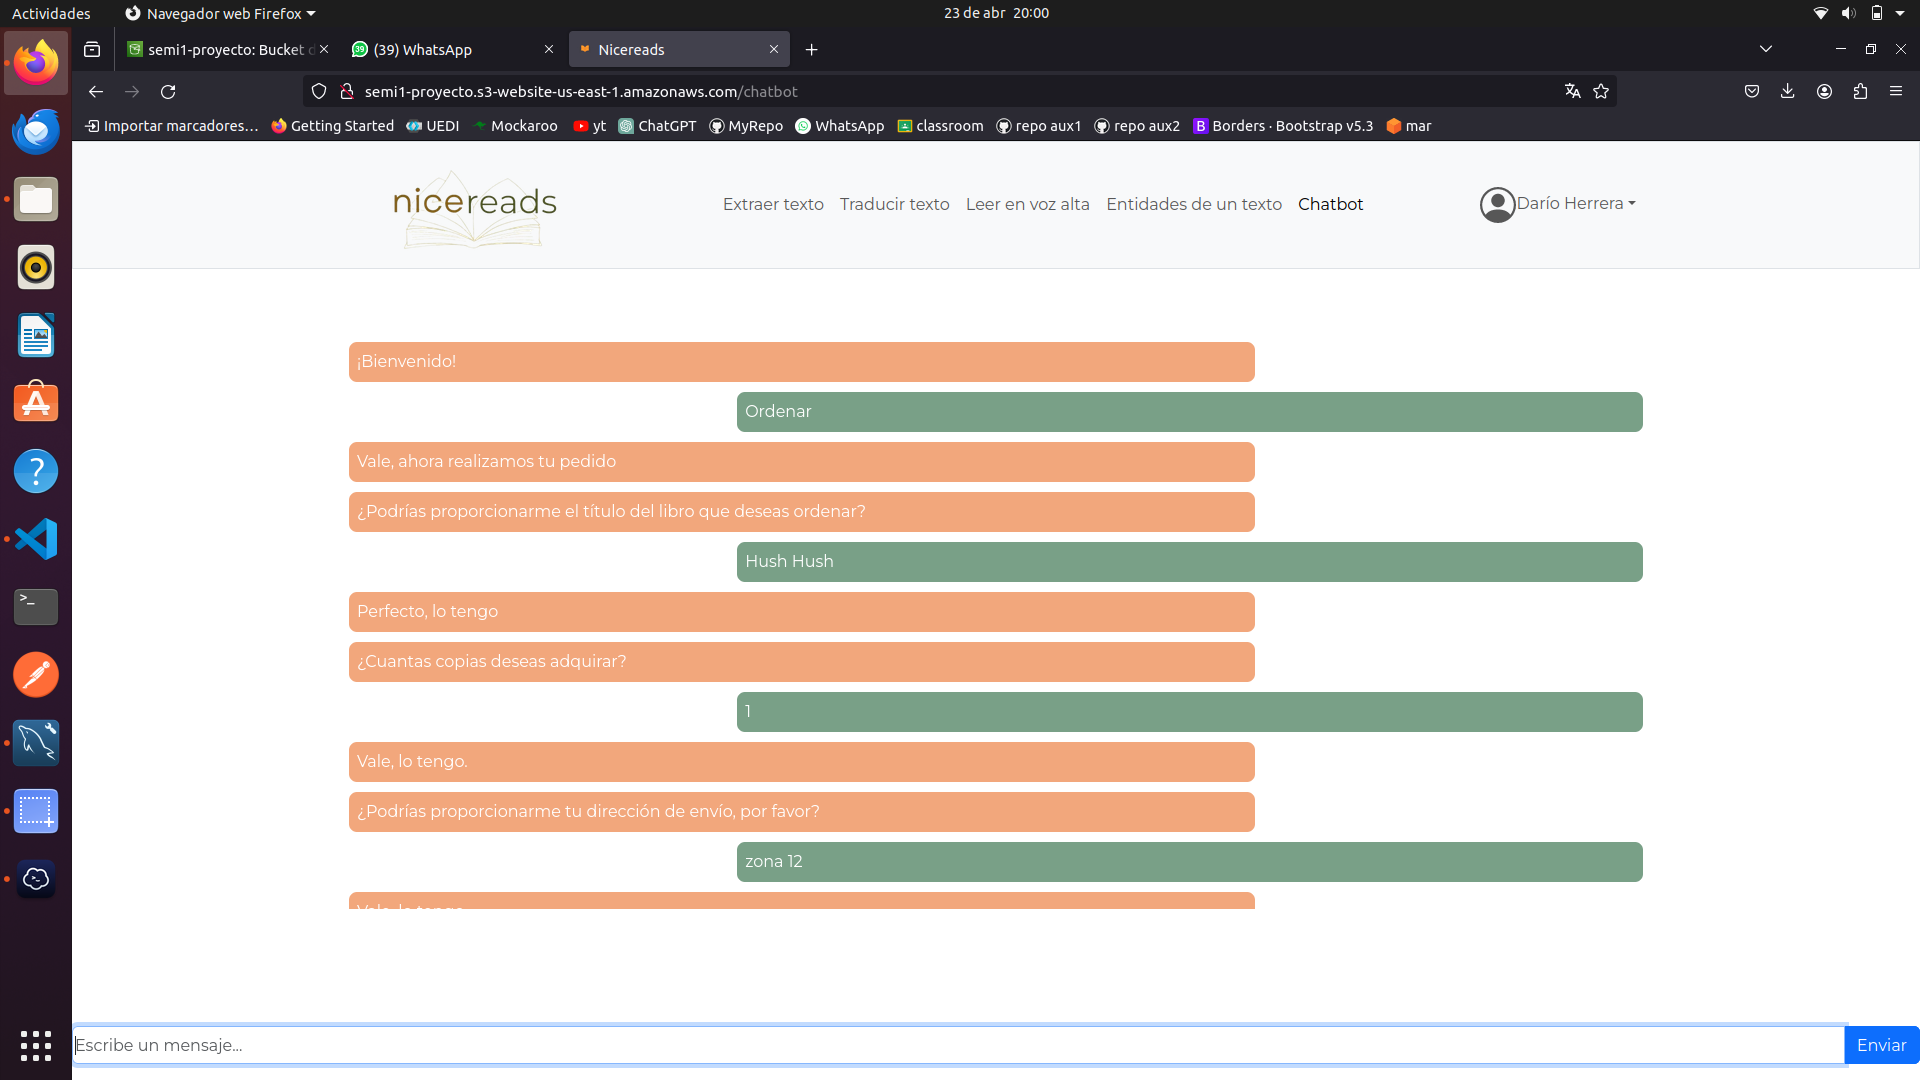 Actividades
Navegador web Firefox
23 de abr 20:00
semi1-proyecto: Bucket d
(39) WhatsApp
Nicereads
semi1-proyecto.s3-website-us-east-1.amazonaws.com/chatbot
Importar marcadores... Getting Started UEDI Mockaroo yt ChatGPT MyRepo WhatsApp classroom repo aux1 repo aux2 B Borders · Bootstrap v5.3 mar
nicereads
Extraer texto Traducir texto Leer en voz alta Entidades de un texto Chatbot
Darío Herrera
¡Bienvenido!
Ordenar
Vale, ahora realizamos tu pedido
¿Podrías proporcionarme el título del libro que deseas ordenar?
Hush Hush
Perfecto, lo tengo
¿Cuantas copias deseas adquirar?
1
Vale, lo tengo.
¿Podrías proporcionarme tu dirección de envío, por favor?
zona 12
Escribe un mensaje...
Enviar